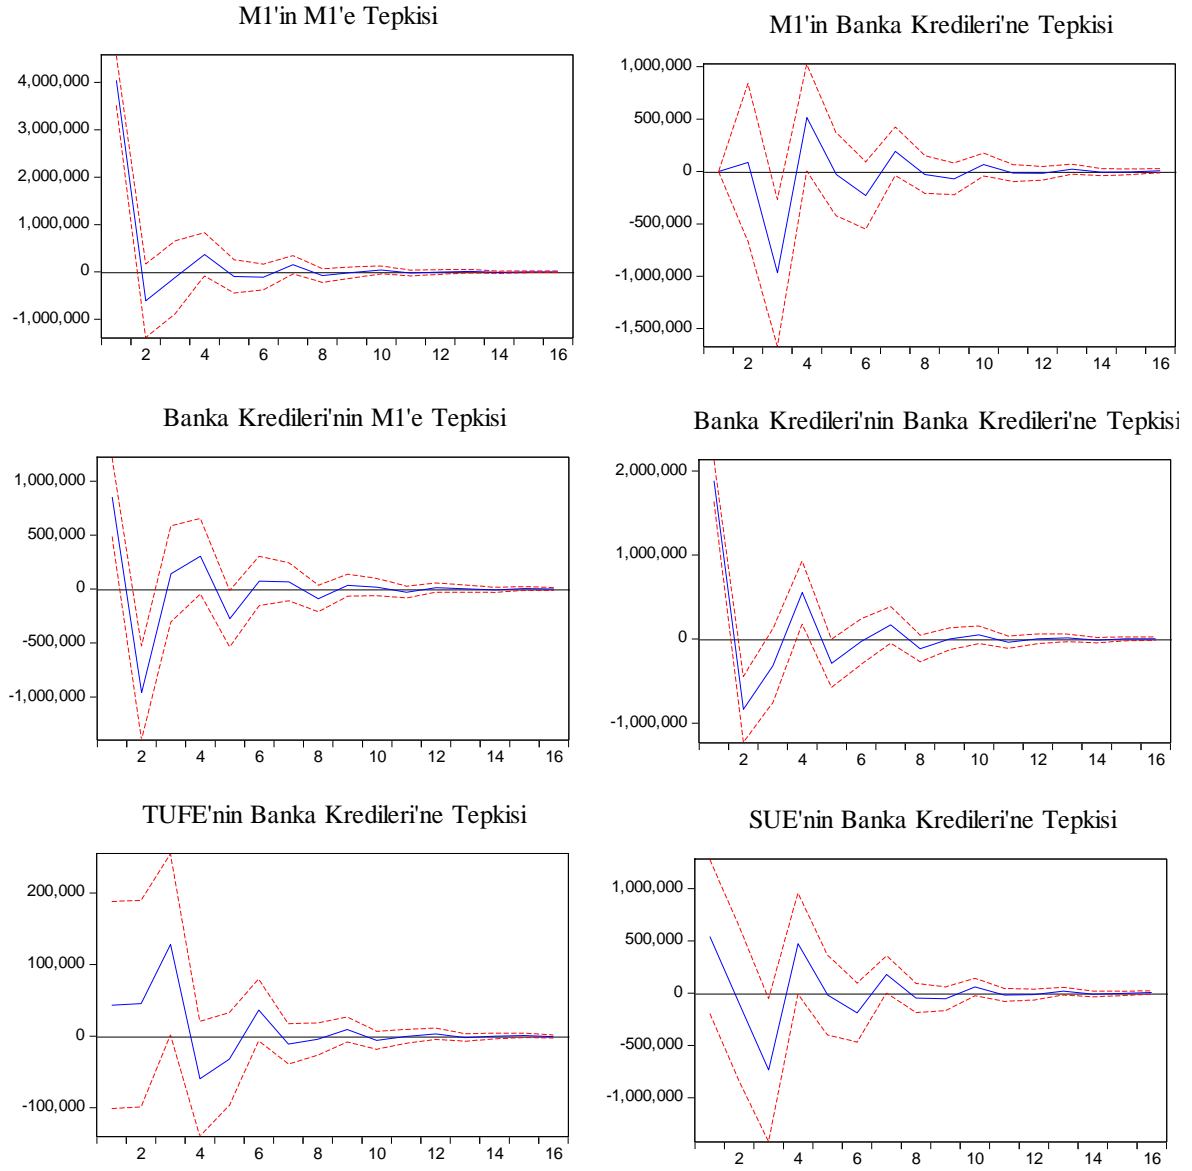 M1'in M1'e Tepkisi
4,000,000
3,000,000
2,000,000
1,000,000
0
-1,000,000
2 4 6 8 10 12 14 16
M1'in Banka Kredileri'ne Tepkisi
1,000,000
500,000
0
-500,000
-1,000,000
-1,500,000
2 4 6 8 10 12 14 16
Banka Kredileri'nin M1'e Tepkisi
1,000,000
500,000
0
-500,000
-1,000,000
2 4 6 8 10 12 14 16
Banka Kredileri'nin Banka Kredileri'ne Tepkisi
2,000,000
1,000,000
0
-1,000,000
2 4 6 8 10 12 14 16
TUFE'nin Banka Kredileri'ne Tepkisi
200,000
100,000
0
-100,000
2 4 6 8 10 12 14 16
SUE'nin Banka Kredileri'ne Tepkisi
1,000,000
500,000
0
-500,000
-1,000,000
2 4 6 8 10 12 14 16